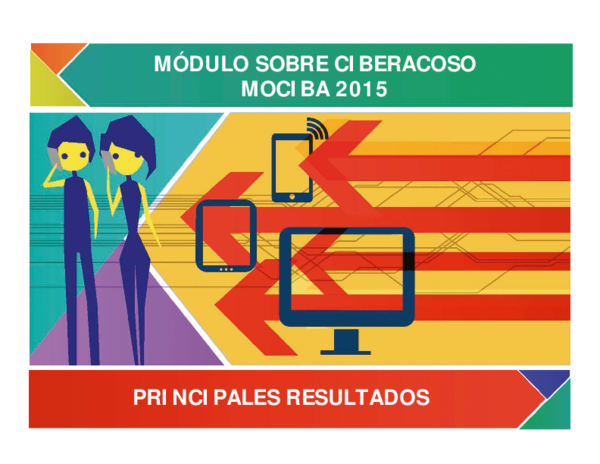 MÓDULO SOBRE CIBERACOSO
MOCIBA 2015
PRINCIPALES RESULTADOS